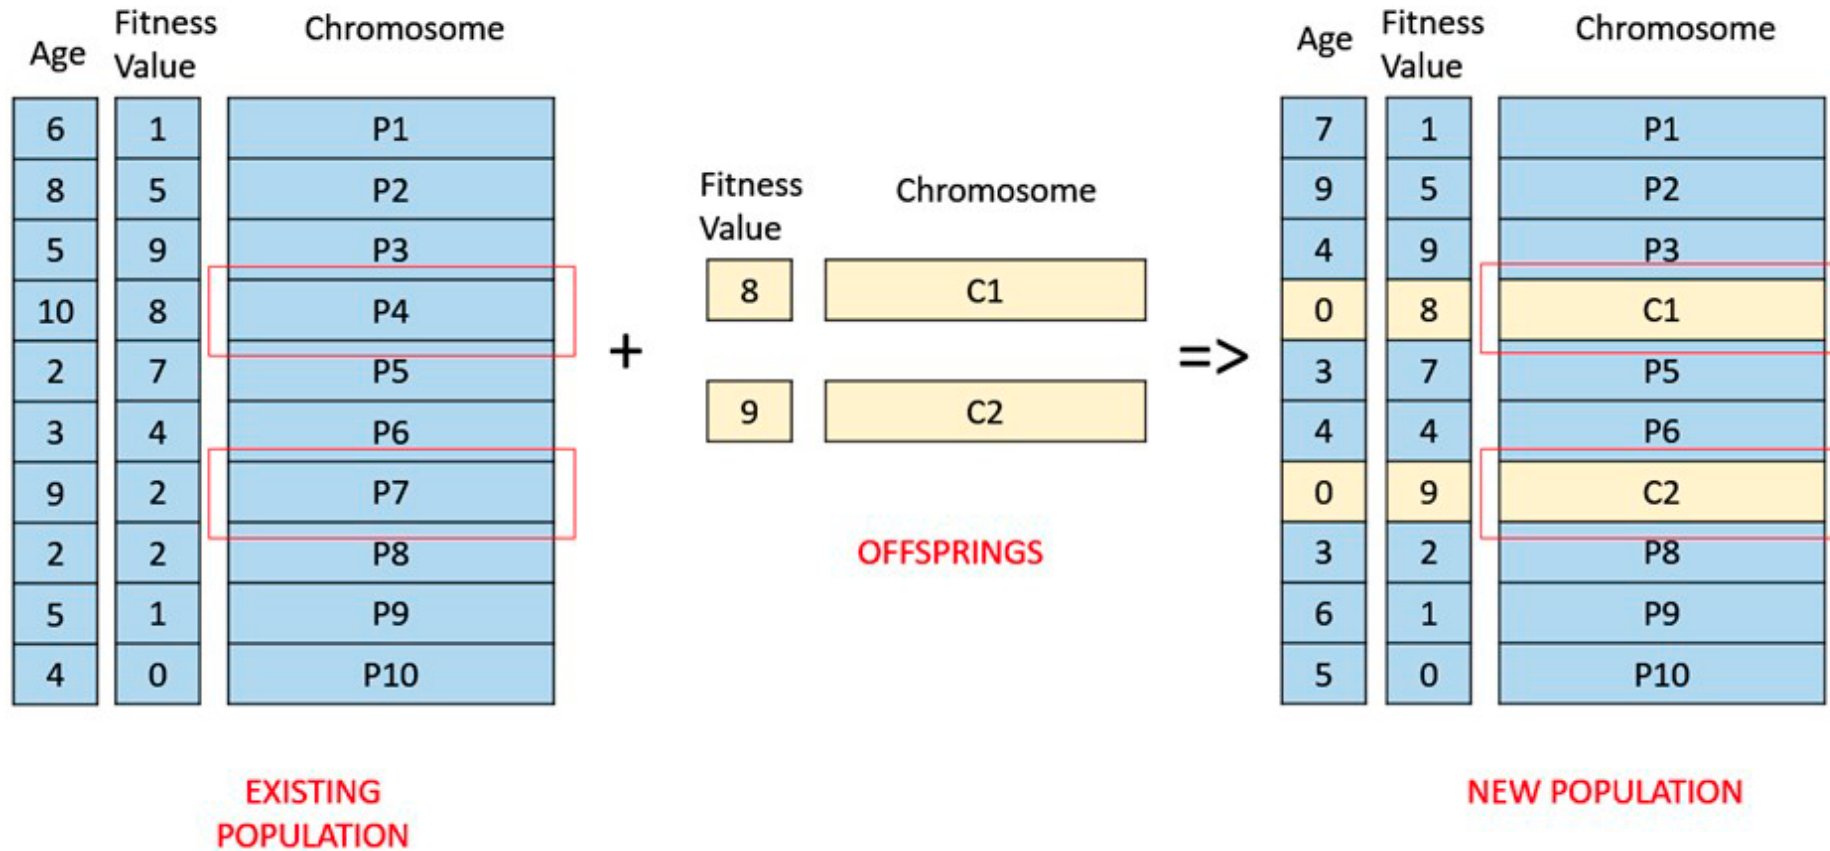 Age Fitness Value Chromosome
6 1 P1
8 5 P2
5 9 P3
10 8 P4
2 7 P5
3 4 P6
9 2 P7
2 2 P8
5 1 P9
4 0 P10
EXISTING
POPULATION
+
Fitness Value Chromosome
8 C1
9 C2
OFFSPRINGS
=>
Age Fitness Value Chromosome
7 1 P1
9 5 P2
4 9 P3
0 8 C1
3 7 P5
4 4 P6
0 9 C2
3 2 P8
6 1 P9
5 0 P10
NEW POPULATION